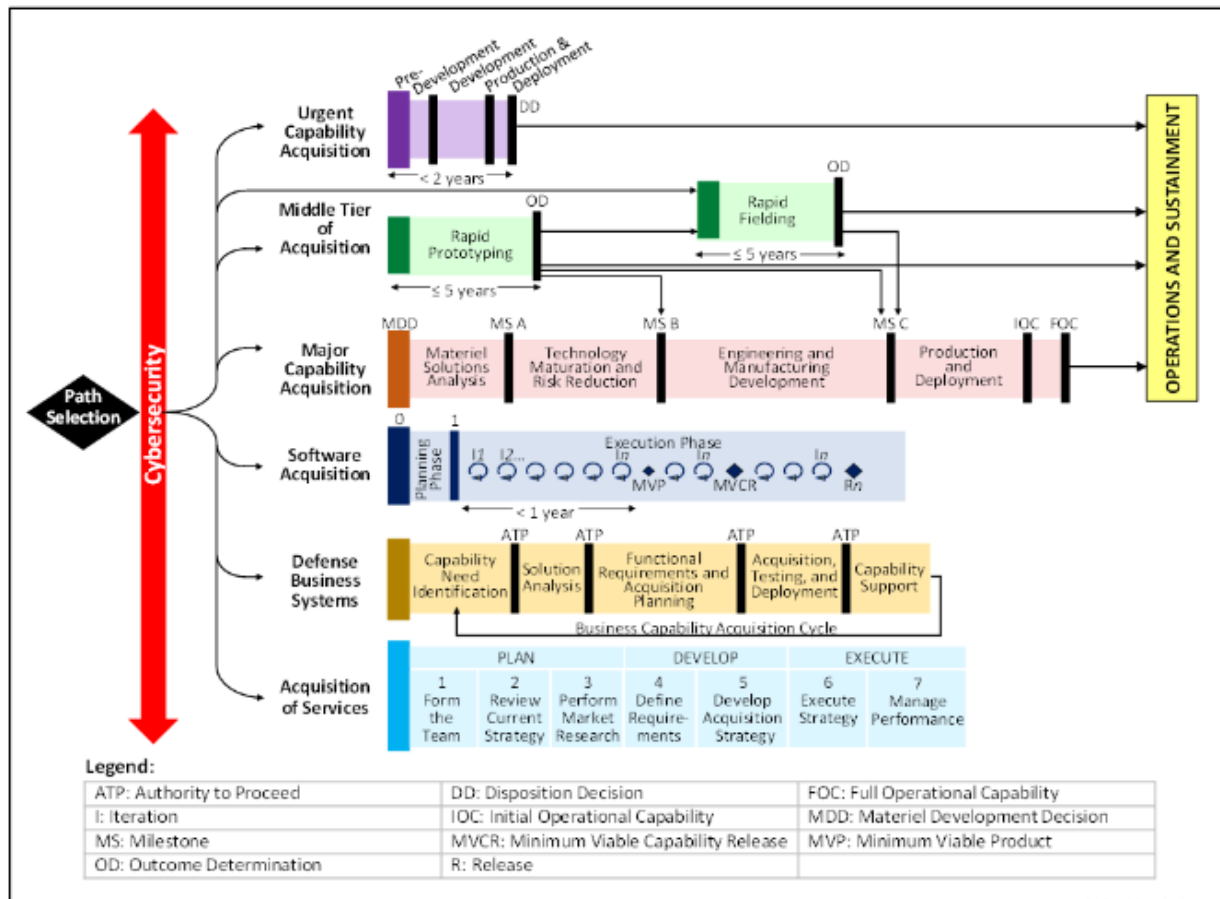 Pre-
Development
Development
Production &
Deployment
Urgent
Capability
Acquisition
DD
< 2 years
OD
Rapid
Fielding
≤ 5 years
Middle Tier
of
Acquisition
OD
Rapid
Prototyping
≤ 5 years
OPERATIONS AND SUSTAINMENT
MDD
MS A
MS B
MS C
IOC
FOC
Major
Capability
Acquisition
Materiel
Solutions
Analysis
Technology
Maturation and
Risk Reduction
Engineering and
Manufacturing
Development
Production
and
Deployment
Path
Selection
Cybersecurity
0
1
Software
Acquisition
Planning
Phase
Execution Phase
I1
I2...
In
In
In
MVP
MVCR
Rn
< 1 year
ATP
ATP
ATP
ATP
Defense
Business
Systems
Capability
Need
Identification
Solution
Analysis
Functional
Requirements and
Acquisition
Planning
Acquisition,
Testing, and
Deployment
Capability
Support
Business Capability Acquisition Cycle
Acquisition
of Services
PLAN
DEVELOP
EXECUTE
1
Form
the
Team
2
Review
Current
Strategy
3
Perform
Market
Research
4
Define
Require-
ments
5
Develop
Acquisition
Strategy
6
Execute
Strategy
7
Manage
Performance
Legend:
ATP: Authority to Proceed
DD: Disposition Decision
FOC: Full Operational Capability
I: Iteration
IOC: Initial Operational Capability
MDD: Materiel Development Decision
MS: Milestone
MVCR: Minimum Viable Capability Release
MVP: Minimum Viable Product
OD: Outcome Determination
R: Release